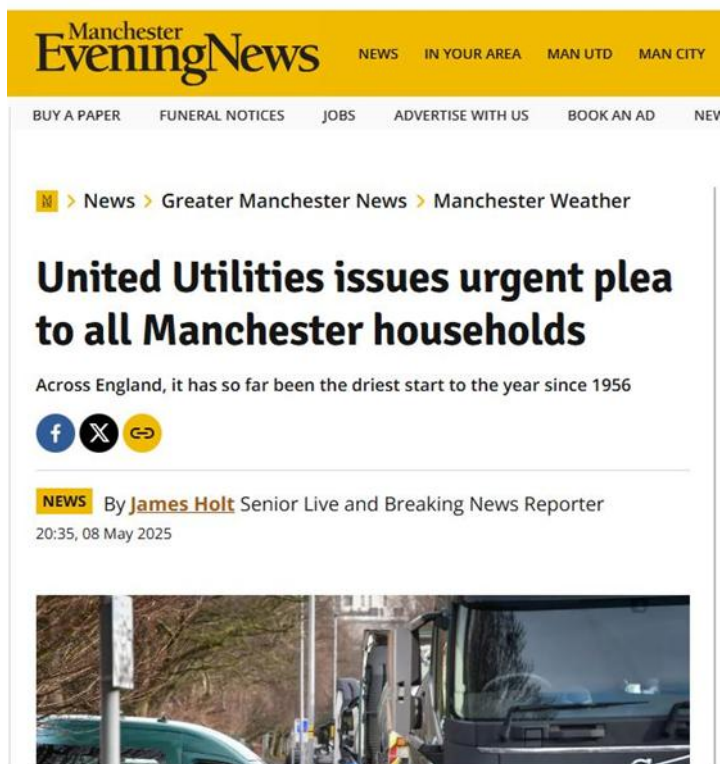 Manchester
EveningNews
NEWS IN YOUR AREA MAN UTD MAN CITY
BUY A PAPER FUNERAL NOTICES JOBS ADVERTISE WITH US BOOK AN AD
> News > Greater Manchester News > Manchester Weather
United Utilities issues urgent plea
to all Manchester households
Across England, it has so far been the driest start to the year since 1956
NEWS By James Holt Senior Live and Breaking News Reporter
20:35, 08 May 2025